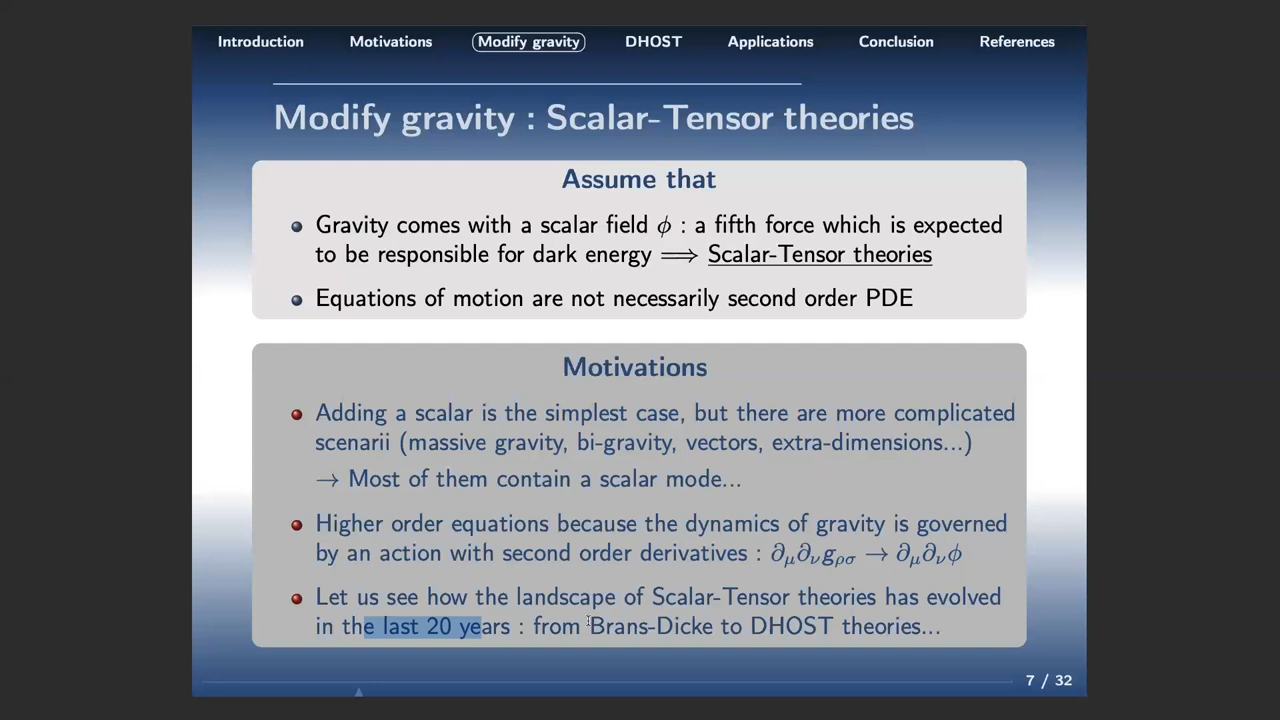 Introduction Motivations Modify gravity DHOST Applications Conclusion References
Modify gravity : Scalar-Tensor theories
Assume that
Gravity comes with a scalar field ϕ : a fifth force which is expected
to be responsible for dark energy ⟹ Scalar-Tensor theories
Equations of motion are not necessarily second order PDE
Motivations
Adding a scalar is the simplest case, but there are more complicated
scenarii (massive gravity, bi-gravity, vectors, extra-dimensions...)
→ Most of them contain a scalar mode...
Higher order equations because the dynamics of gravity is governed
by an action with second order derivatives : ∂μ∂νgρσ → ∂μ∂νϕ
Let us see how the landscape of Scalar-Tensor theories has evolved
in the last 20 years : from Brans-Dicke to DHOST theories...
7 / 32